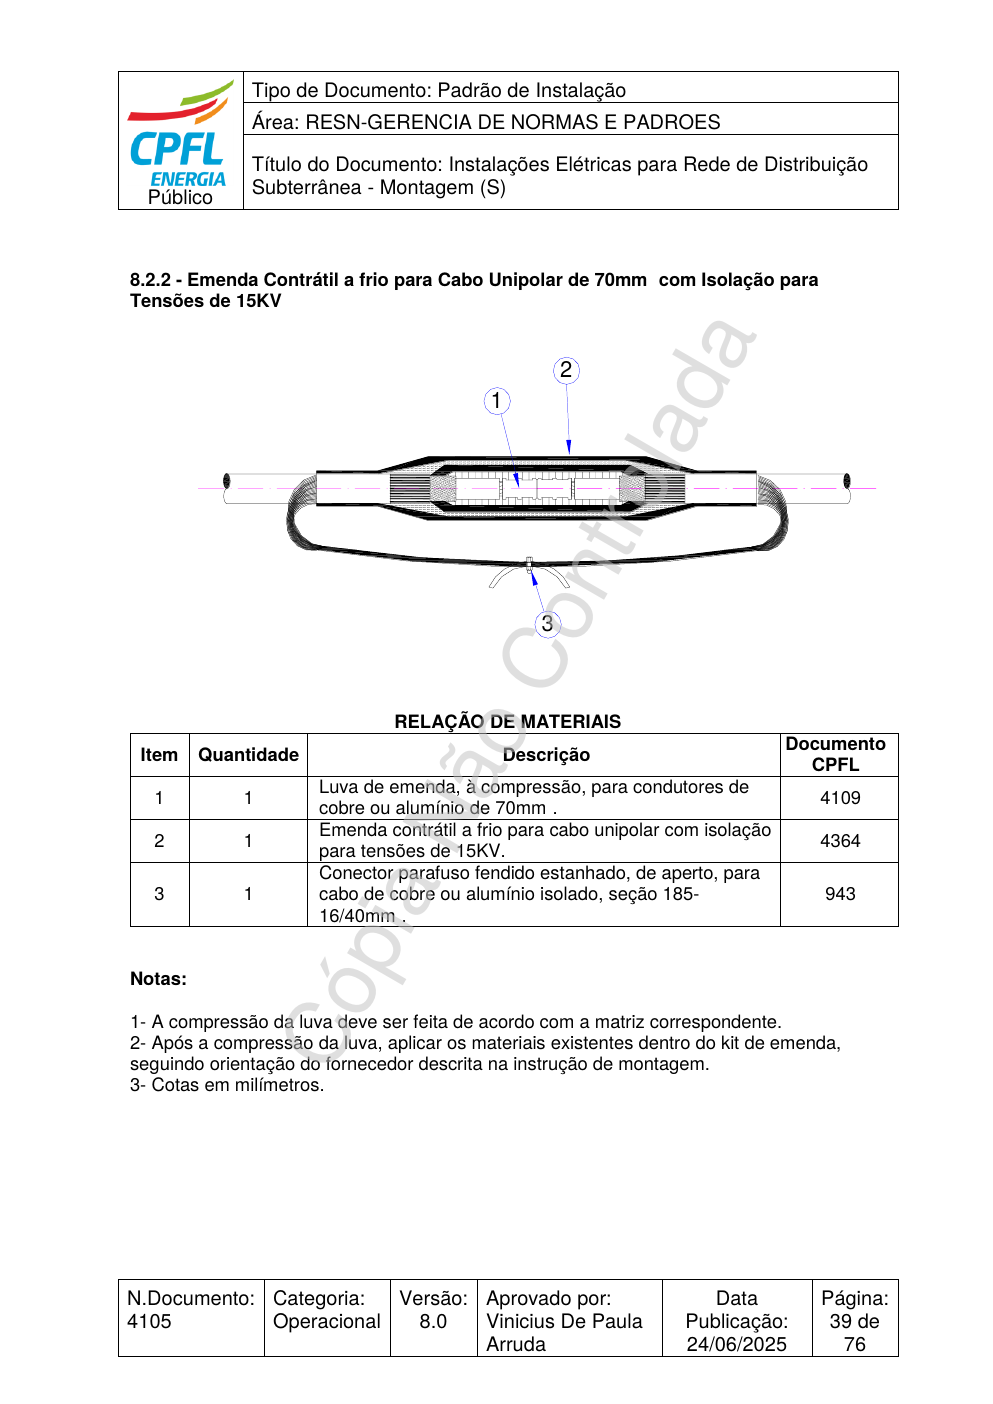 Tipo de Documento: Padrão de Instalação
Área: RESN-GERENCIA DE NORMAS E PADROES
CPFL
ENERGIA
Público
Título do Documento: Instalações Elétricas para Rede de Distribuição
Subterrânea - Montagem (S)
8.2.2 - Emenda Contrátil a frio para Cabo Unipolar de 70mm  com Isolação para
Tensões de 15KV
2
1
3
Cópia Não Controlada
RELAÇÃO DE MATERIAIS
Item Quantidade Descrição Documento
CPFL
1 1 Luva de emenda, à compressão, para condutores de
cobre ou alumínio de 70mm . 4109
2 1 Emenda contrátil a frio para cabo unipolar com isolação
para tensões de 15KV. 4364
3 1 Conector parafuso fendido estanhado, de aperto, para
cabo de cobre ou alumínio isolado, seção 185-
16/40mm . 943
Notas:
1- A compressão da luva deve ser feita de acordo com a matriz correspondente.
2- Após a compressão da luva, aplicar os materiais existentes dentro do kit de emenda,
seguindo orientação do fornecedor descrita na instrução de montagem.
3- Cotas em milímetros.
N.Documento: Categoria: Versão: Aprovado por: Data Página:
4105 Operacional 8.0 Vinicius De Paula Publicação: 39 de
Arruda 24/06/2025 76